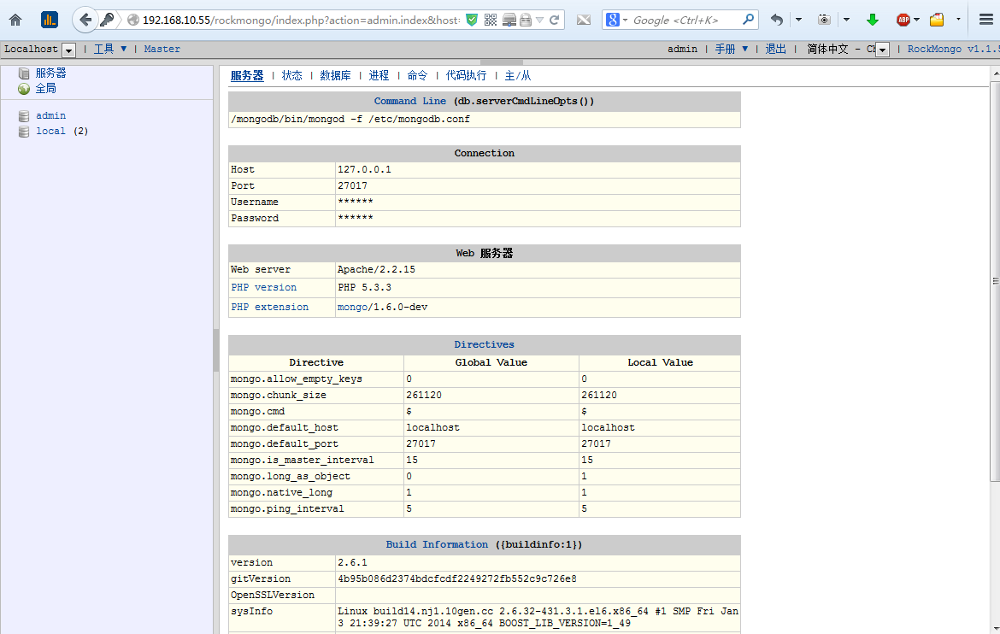 192.168.10.55/rockmongo/index.php?action=admin.index&host:
Google <Ctrl+K>
ABP
Localhost | 工具 ▼ | Master
admin | 手册 ▼ | 退出 | 简体中文 - Ch | RockMongo v1.1.5
服务器
全局
admin
local (2)
服务器 | 状态 | 数据库 | 进程 | 命令 | 代码执行 | 主/从
Command Line (db.serverCmdLineOpts())
/mongodb/bin/mongod -f /etc/mongodb.conf
Connection
Host 127.0.0.1
Port 27017
Username ******
Password ******
Web 服务器
Web server Apache/2.2.15
PHP version PHP 5.3.3
PHP extension mongo/1.6.0-dev
Directives
Directive Global Value Local Value
mongo.allow_empty_keys 0 0
mongo.chunk_size 261120 261120
mongo.cmd $ $
mongo.default_host localhost localhost
mongo.default_port 27017 27017
mongo.is_master_interval 15 15
mongo.long_as_object 0 1
mongo.native_long 1 1
mongo.ping_interval 5 5
Build Information ({buildinfo:1})
version 2.6.1
gitVersion 4b95b086d2374bdcfcdf2249272fb552c9c726e8
OpenSSLVersion
sysInfo Linux build14.nj1.10gen.cc 2.6.32-431.3.1.el6.x86_64 #1 SMP Fri Jan
3 21:39:27 UTC 2014 x86_64 BOOST_LIB_VERSION=1_49